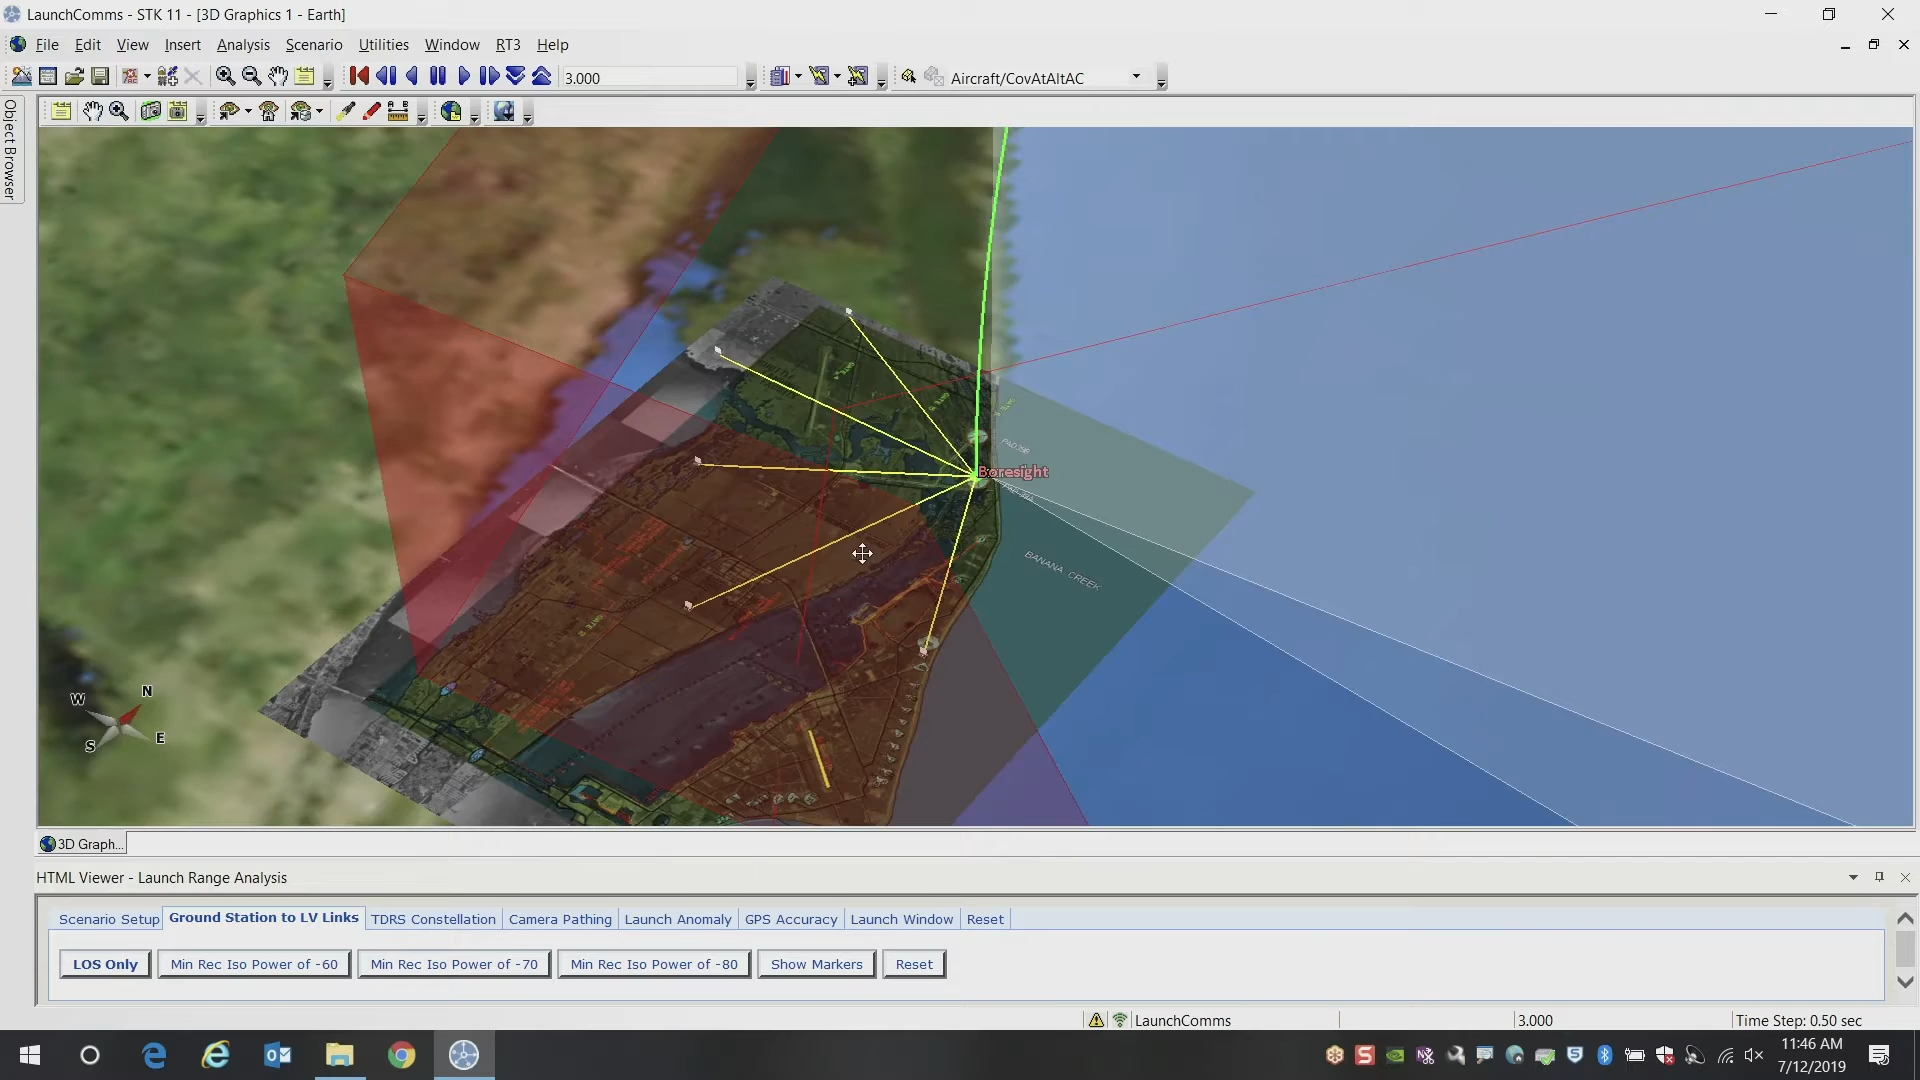 LaunchComms - STK 11 - [3D Graphics 1 - Earth]
File Edit View Insert Analysis Scenario Utilities Window RT3 Help
3.000
Aircraft/CovAtAltAC
Object Browser
Boresight
BANANA CREEK
GATE 2
N
W
E
S
3D Graph...
HTML Viewer - Launch Range Analysis
Scenario Setup Ground Station to LV Links TDRS Constellation Camera Pathing Launch Anomaly GPS Accuracy Launch Window Reset
LOS Only Min Rec Iso Power of -60 Min Rec Iso Power of -70 Min Rec Iso Power of -80 Show Markers Reset
LaunchComms 3.000 Time Step: 0.50 sec
11:46 AM
7/12/2019